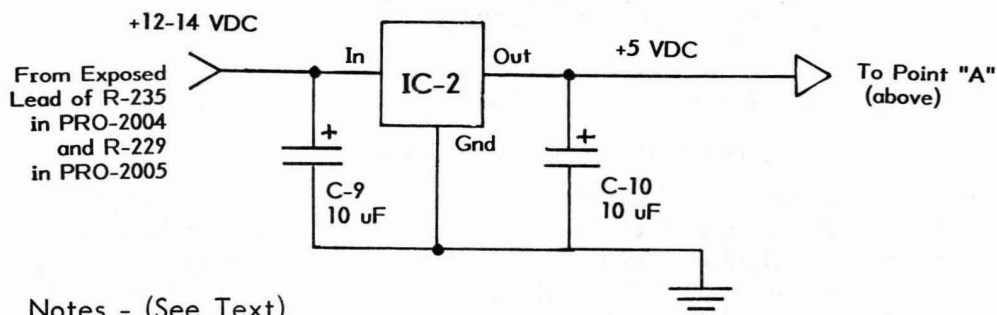 +12-14 VDC
From Exposed
Lead of R-235
in PRO-2004
and R-229
in PRO-2005
In
IC-2
Out
Gnd
+5 VDC
To Point "A"
(above)
+
C-9
10 uF
+
C-10
10 uF
Notes - (See Text)